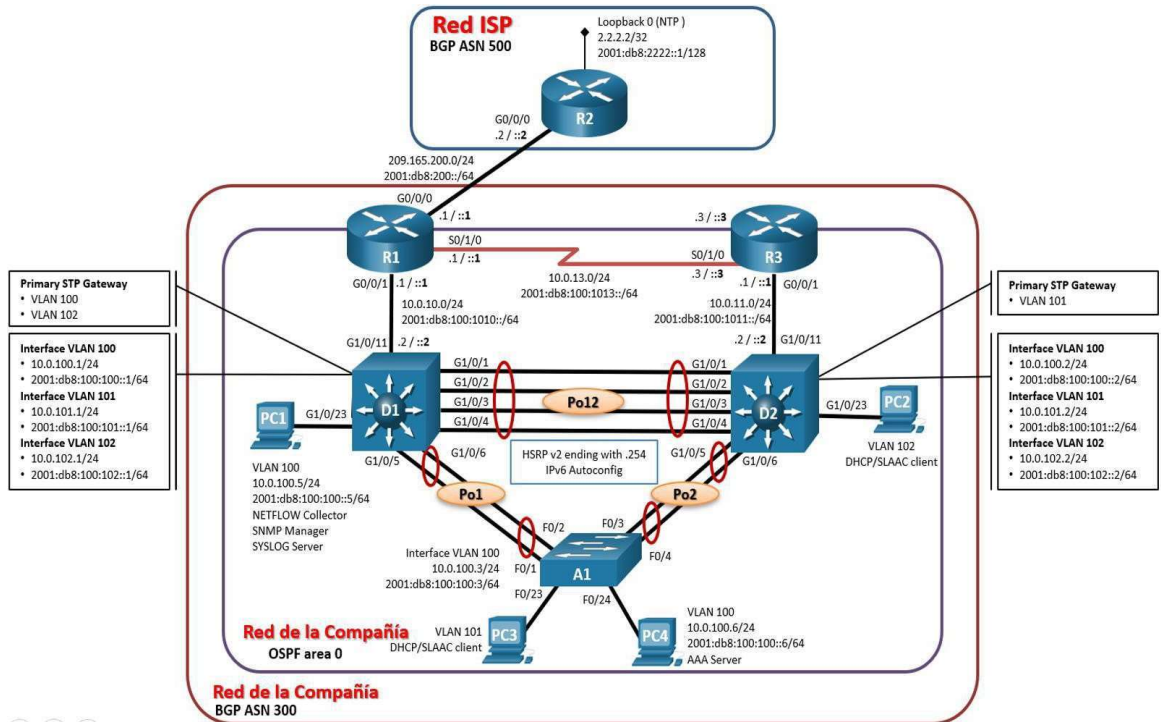 Red ISP
BGP ASN 500
Loopback 0 (NTP )
2.2.2.2/32
2001:db8:2222::1/128
R2
G0/0/0
.2 / ::2
209.165.200.0/24
2001:db8:200::/64
G0/0/0
.1 / ::1
R1
S0/1/0
.1 / ::1
G0/0/1
.1 / ::1
.3 / ::3
R3
S0/1/0
.3 / ::3
.1 / ::1
G0/0/1
10.0.13.0/24
2001:db8:100:1013::/64
10.0.10.0/24
2001:db8:100:1010::/64
10.0.11.0/24
2001:db8:100:1011::/64
G1/0/11
.2 / ::2
.2 / ::2
G1/0/11
Primary STP Gateway
• VLAN 100
• VLAN 102
Interface VLAN 100
• 10.0.100.1/24
• 2001:db8:100:100::1/64
Interface VLAN 101
• 10.0.101.1/24
• 2001:db8:100:101::1/64
Interface VLAN 102
• 10.0.102.1/24
• 2001:db8:100:102::1/64
Primary STP Gateway
• VLAN 101
Interface VLAN 100
• 10.0.100.2/24
• 2001:db8:100:100::2/64
Interface VLAN 101
• 10.0.101.2/24
• 2001:db8:100:101::2/64
Interface VLAN 102
• 10.0.102.2/24
• 2001:db8:100:102::2/64
D1
G1/0/1
G1/0/2
G1/0/3
G1/0/4
Po12
G1/0/1
G1/0/2
G1/0/3
G1/0/4
D2
PC1
G1/0/23
G1/0/23
PC2
VLAN 102
DHCP/SLAAC client
VLAN 100
10.0.100.5/24
2001:db8:100:100::5/64
NETFLOW Collector
SNMP Manager
SYSLOG Server
G1/0/5
G1/0/6
HSRP v2 ending with .254
IPv6 Autoconfig
G1/0/5
G1/0/6
Po1
Po2
F0/2
F0/1
F0/3
F0/4
Interface VLAN 100
10.0.100.3/24
2001:db8:100:100:3/64
A1
F0/23
F0/24
VLAN 101
DHCP/SLAAC client
PC3
PC4
VLAN 100
10.0.100.6/24
2001:db8:100:100::6/64
AAA Server
Red de la Compañía
OSPF area 0
Red de la Compañía
BGP ASN 300